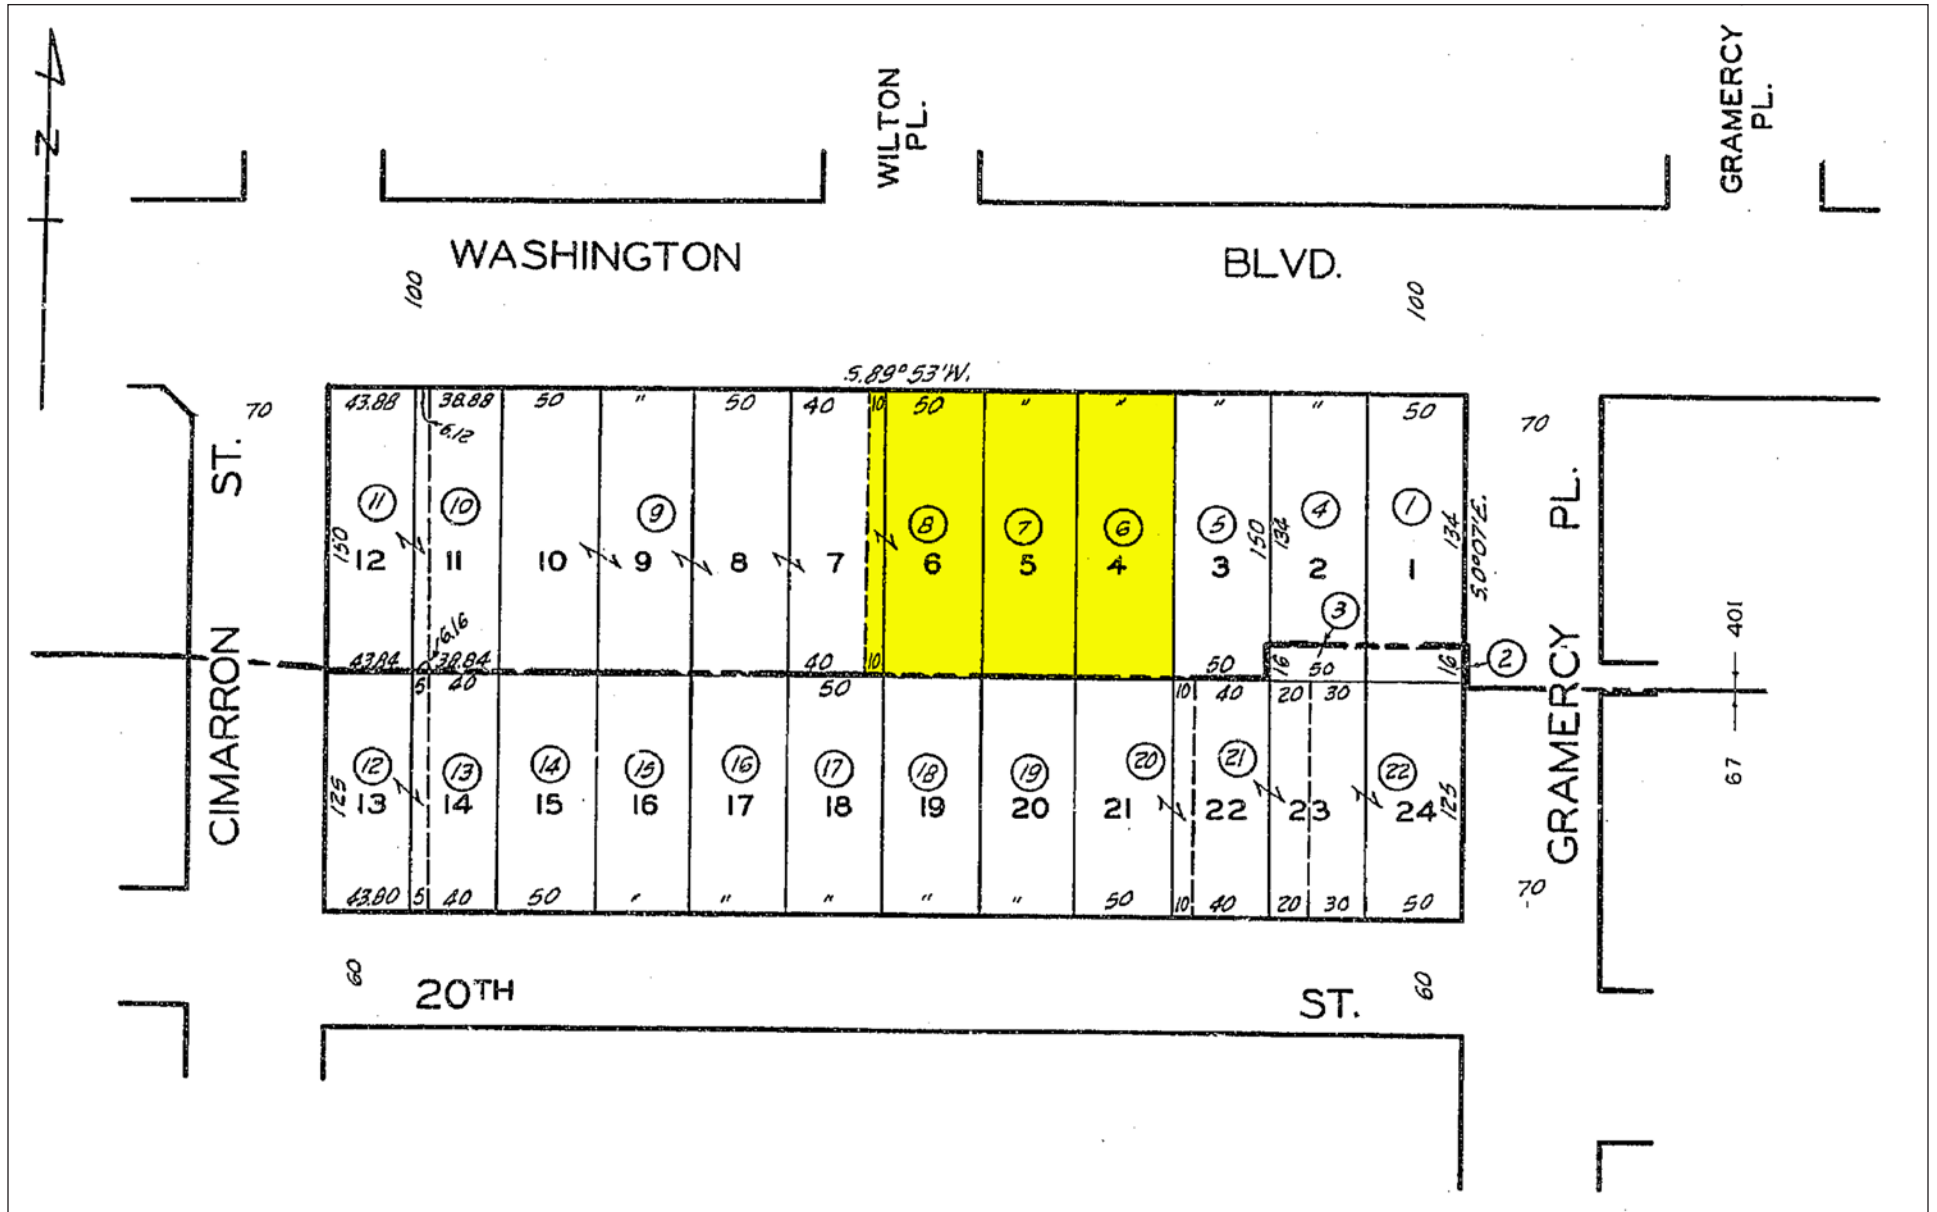 N
WILTON
PL.
GRAMERCY
PL.
WASHINGTON BLVD.
100 100
S.89°53'W.
70 43.88 38.88 50 " 50 40 10 50 " " " " 50 70
6.12
CIMARRON ST.
GRAMERCY PL.
11 10 9 8 7 6 5 4 1
150 150 134 134 S.0°07'E.
12 11 10 9 8 7 6 5 4 3 2 1
3
6.16
43.84 38.84 40 10 50 16 50 16 2
401
67
5 40 50 10 40 20 30
12 13 14 15 16 17 18 19 20 21 22
125 125
13 14 15 16 17 18 19 20 21 22 23 24
43.80 5 40 50 " " " " " 50 10 40 20 30 50
70
60 60
20TH ST.